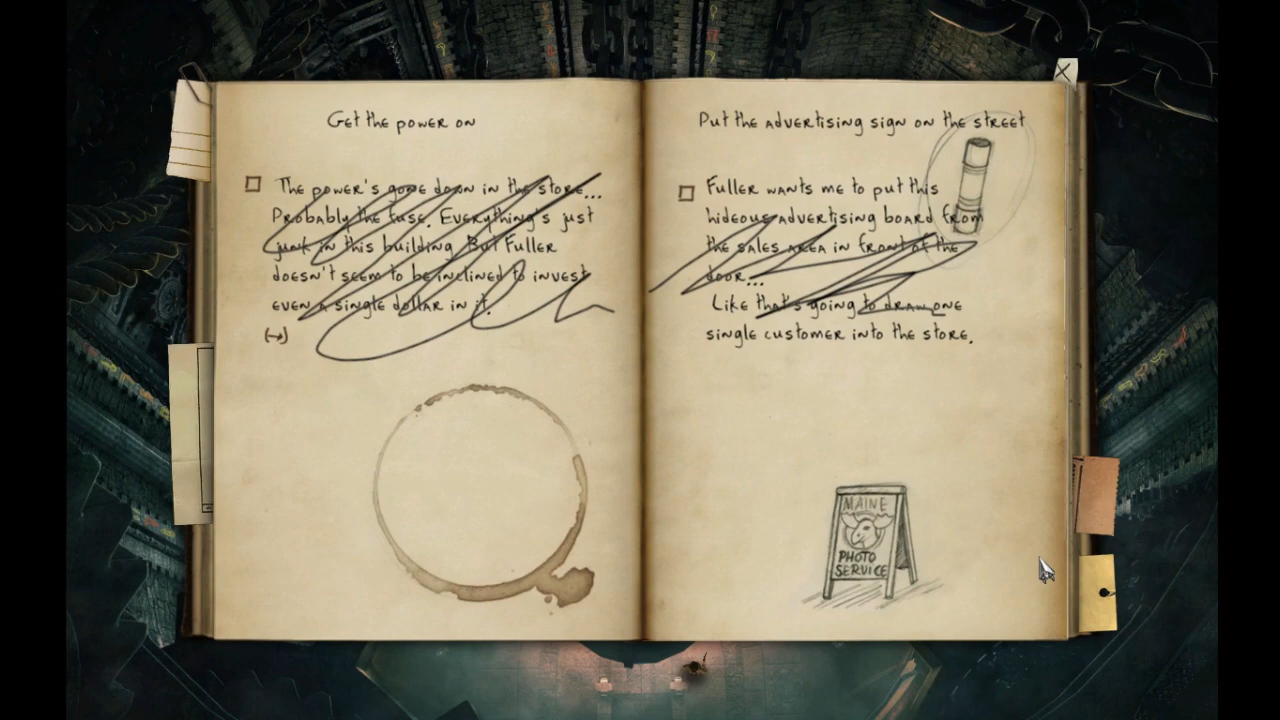 Get the power on
The power's gone down in the store...
Probably the fuse. Everything's just
junk in this building. But Fuller
doesn't seem to be inclined to invest
even a single dollar in it.
(→)
Put the advertising sign on the street
Fuller wants me to put this
hideous advertising board from
the sales area in front of the
door...
Like that's going to draw one
single customer into the store.
MAINE
PHOTO
SERVICE
X